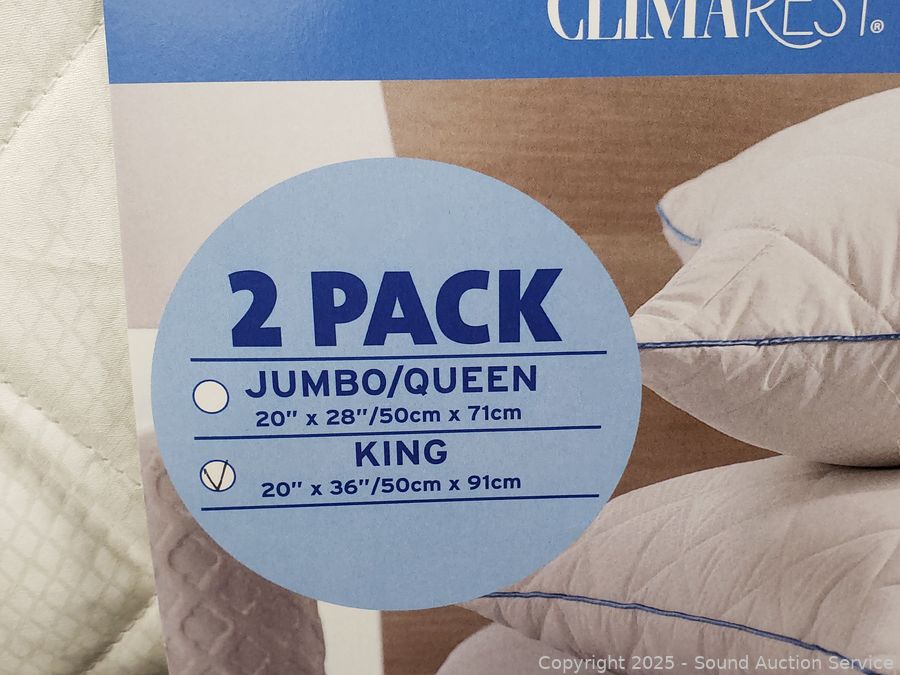 CLIMAREST®
2 PACK
JUMBO/QUEEN
20" x 28"/50cm x 71cm
KING
20" x 36"/50cm x 91cm
Copyright 2025 - Sound Auction Service